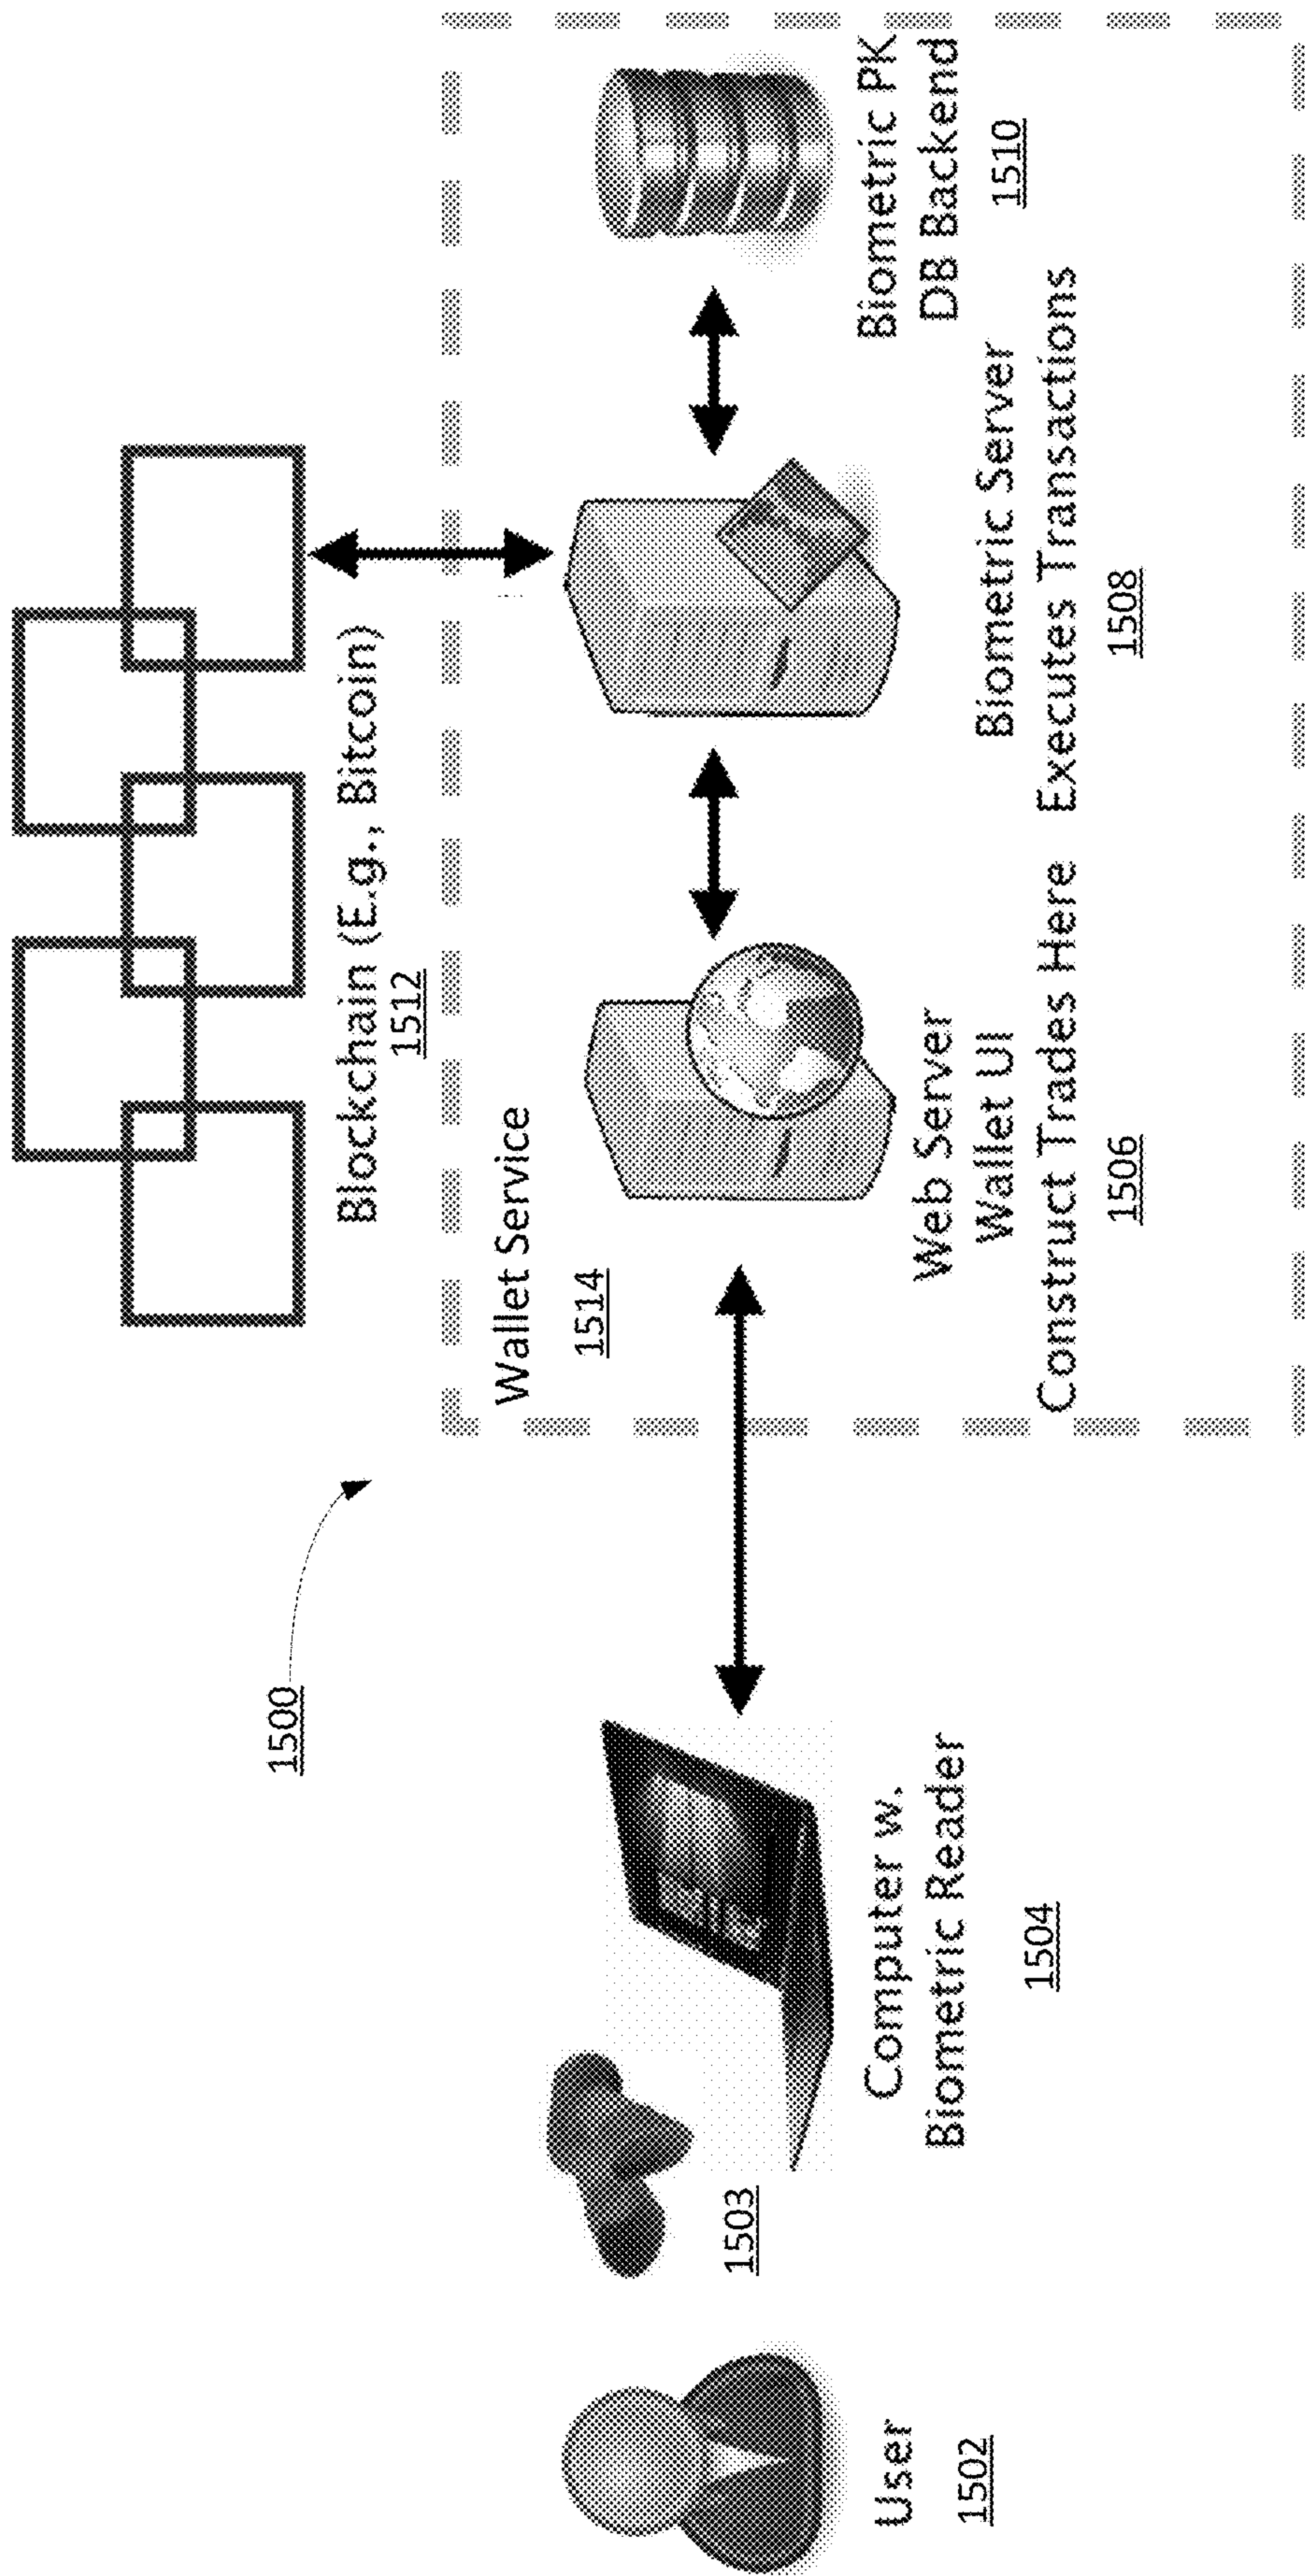 1500
Blockchain (E.g., Bitcoin)
1512
Wallet Service
1514
User
1502
1503
Computer w.
Biometric Reader
1504
Web Server
Wallet UI
Construct Trades Here
1506
Biometric Server
Executes Transactions
1508
Biometric PK
DB Backend
1510